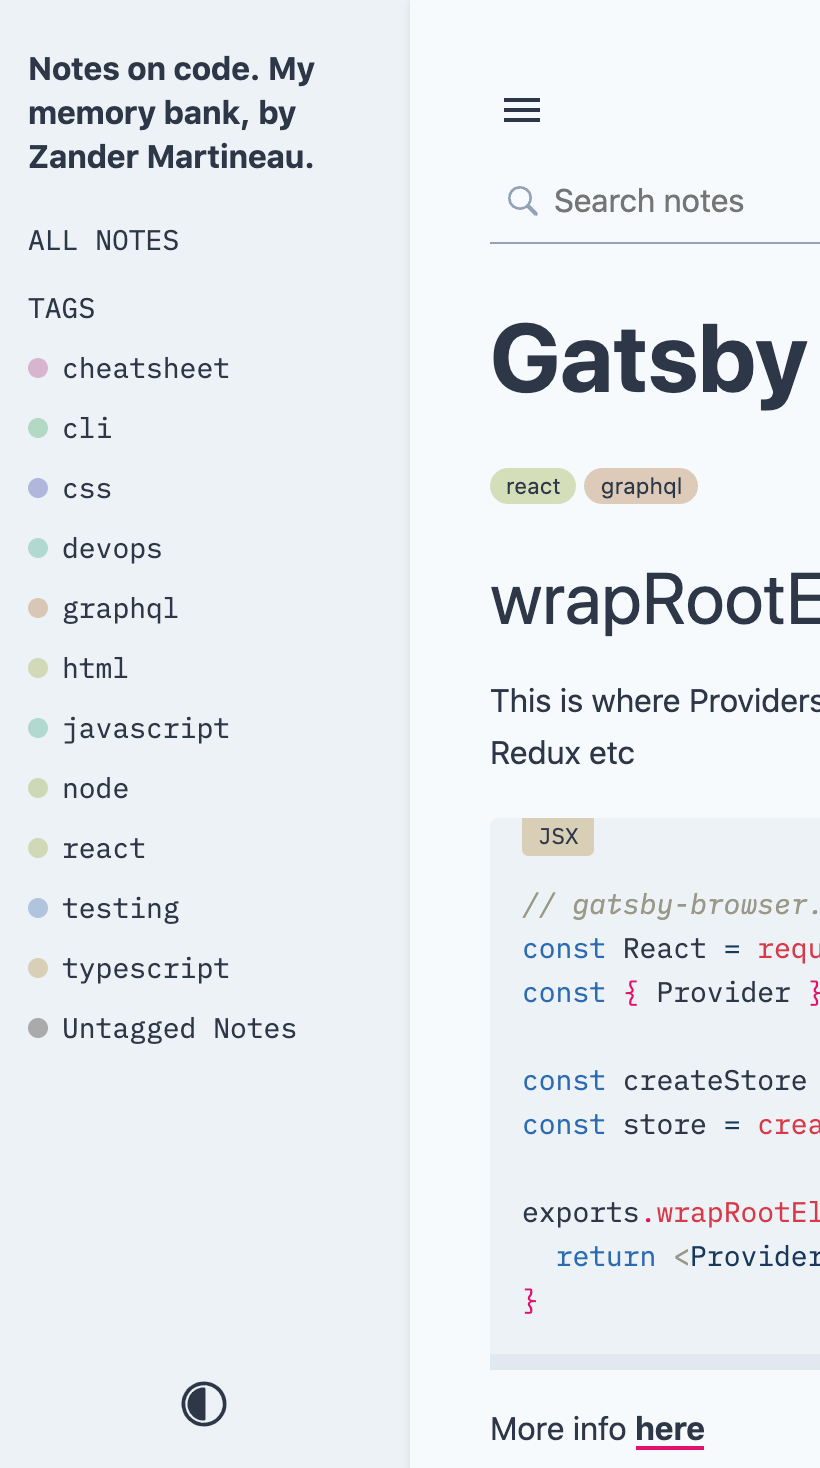 Notes on code. My
memory bank, by
Zander Martineau.
ALL NOTES
TAGS
cheatsheet
cli
css
devops
graphql
html
javascript
node
react
testing
typescript
Untagged Notes
Search notes
Gatsby
react graphql
wrapRootE
This is where Providers
Redux etc
JSX
// gatsby-browser.
const React = requ
const { Provider }
const createStore
const store = crea
exports.wrapRootEl
return <Provider
}
More info here